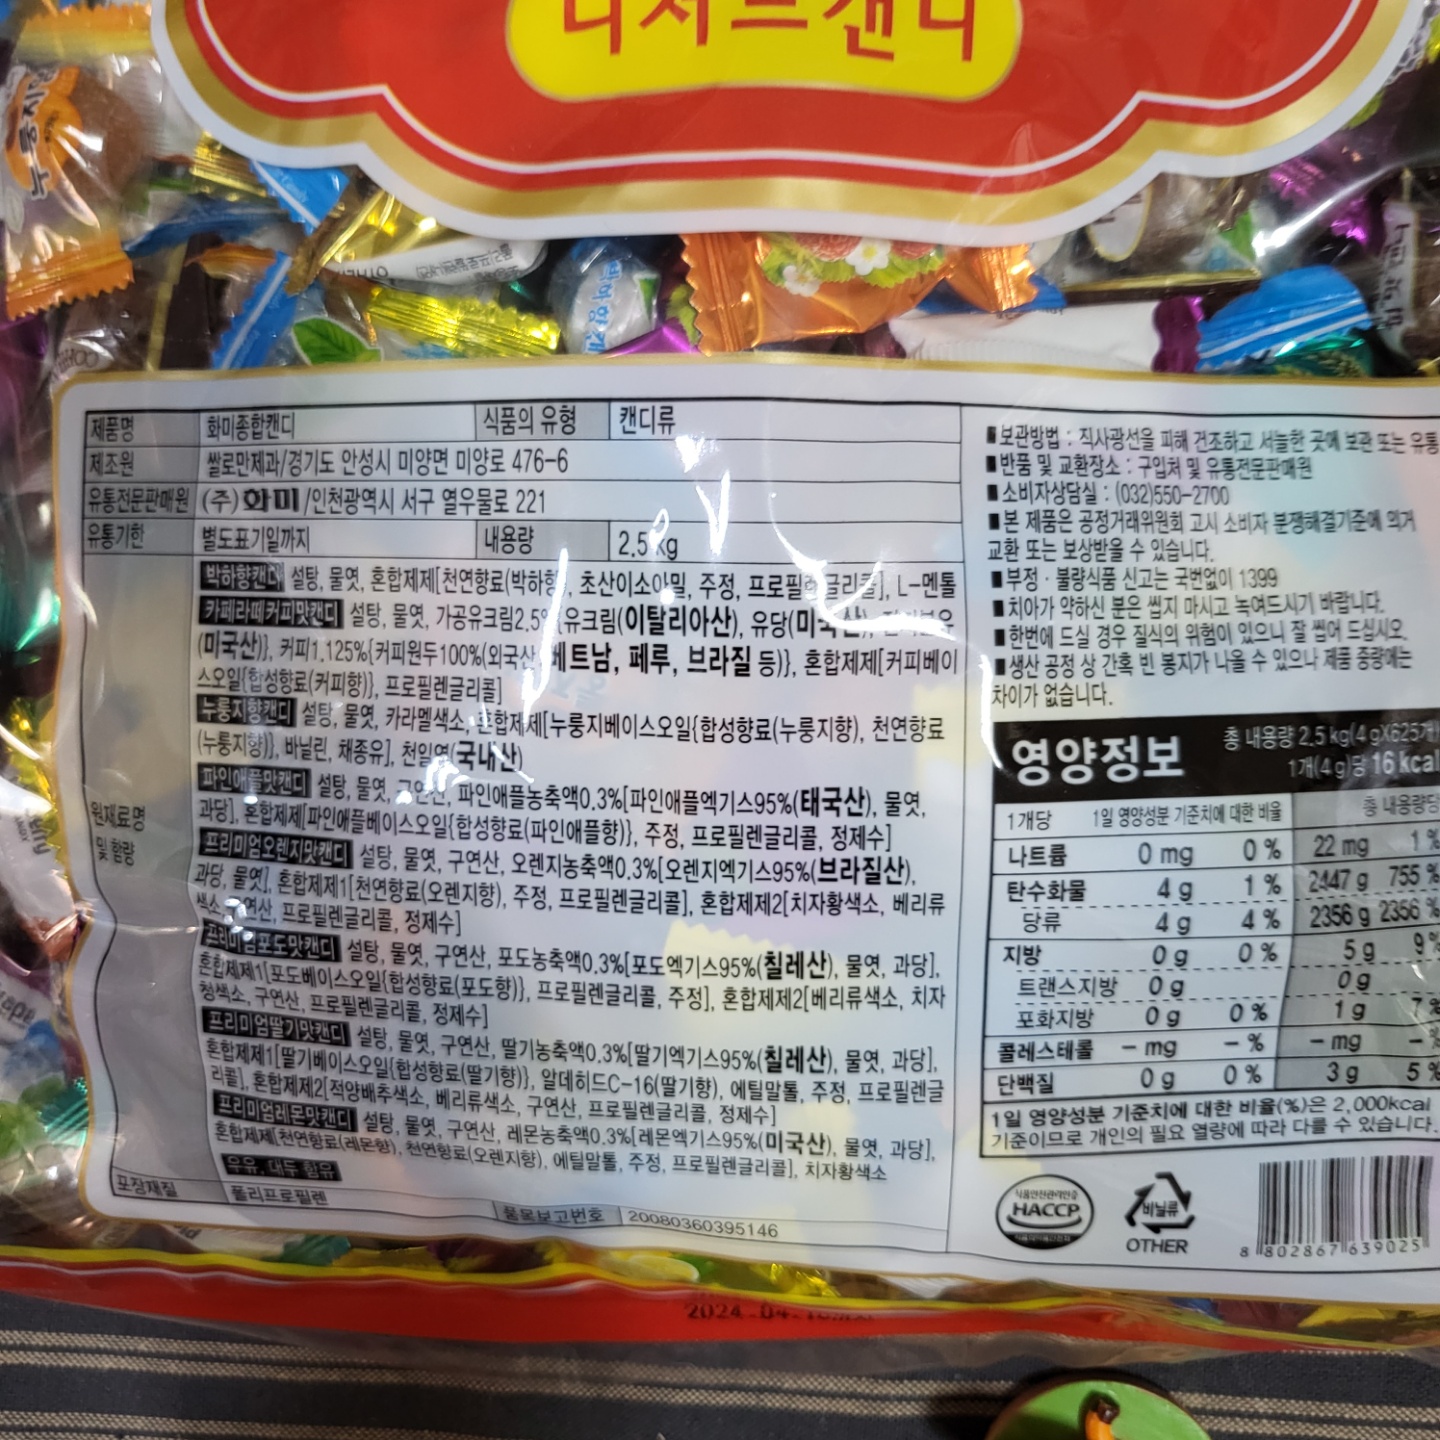 디저트캔디
제품명 화미종합캔디 식품의 유형 캔디류
제조원 쌀로만제과/경기도 안성시 미양면 미양로 476-6
유통전문판매원 (주)화미/인천광역시 서구 열우물로 221
유통기한 별도표기일까지 내용량 2.5kg
원재료명 및 함량
박하향캔디 설탕, 물엿, 혼합제제[천연향료(박하향), 초산이소아밀, 주정, 프로필렌글리콜], L-멘톨
카페라떼커피맛캔디 설탕, 물엿, 가공유크림2.5%{유크림(이탈리아산), 유당(미국산),
(미국산)}, 커피1.125%{커피원두100%(외국산:베트남, 페루, 브라질 등)}, 혼합제제[커피베이
스오일{합성향료(커피향)}, 프로필렌글리콜]
누룽지향캔디 설탕, 물엿, 카라멜색소, 혼합제제[누룽지베이스오일{합성향료(누룽지향), 천연향료
(누룽지향)}, 바닐린, 채종유], 천일염(국내산)
파인애플맛캔디 설탕, 물엿, 구연산, 파인애플농축액0.3%[파인애플엑기스95%(태국산), 물엿,
과당], 혼합제제[파인애플베이스오일{합성향료(파인애플향)}, 주정, 프로필렌글리콜, 정제수]
프리미엄오렌지맛캔디 설탕, 물엿, 구연산, 오렌지농축액0.3%[오렌지엑기스95%(브라질산),
과당, 물엿], 혼합제제1[천연향료(오렌지향), 주정, 프로필렌글리콜], 혼합제제2[치자황색소, 베리류
색소, 구연산, 프로필렌글리콜, 정제수]
프리미엄포도맛캔디 설탕, 물엿, 구연산, 포도농축액0.3%[포도엑기스95%(칠레산), 물엿, 과당],
혼합제제1[포도베이스오일{합성향료(포도향)}, 프로필렌글리콜, 주정], 혼합제제2[베리류색소, 치자
청색소, 구연산, 프로필렌글리콜, 정제수]
프리미엄딸기맛캔디 설탕, 물엿, 구연산, 딸기농축액0.3%[딸기엑기스95%(칠레산), 물엿, 과당],
혼합제제1[딸기베이스오일{합성향료(딸기향)}, 알데히드C-16(딸기향), 에틸말톨, 주정, 프로필렌글
리콜], 혼합제제2[적양배추색소, 베리류색소, 구연산, 프로필렌글리콜, 정제수]
프리미엄레몬맛캔디 설탕, 물엿, 구연산, 레몬농축액0.3%[레몬엑기스95%(미국산), 물엿, 과당],
혼합제제[천연향료(레몬향), 천연향료(오렌지향), 에틸말톨, 주정, 프로필렌글리콜], 치자황색소
우유, 대두 함유
포장재질 폴리프로필렌 품목보고번호 20080360395146
■보관방법 : 직사광선을 피해 건조하고 서늘한 곳에 보관 또는 유통
■반품 및 교환장소 : 구입처 및 유통전문판매원
■소비자상담실 : (032)550-2700
■본 제품은 공정거래위원회 고시 소비자 분쟁해결기준에 의거
교환 또는 보상받을 수 있습니다.
■부정 · 불량식품 신고는 국번없이 1399
■치아가 약하신 분은 씹지 마시고 녹여드시기 바랍니다.
■한번에 드실 경우 질식의 위험이 있으니 잘 씹어 드십시오.
■생산 공정 상 간혹 빈 봉지가 나올 수 있으나 제품 중량에는
차이가 없습니다.
영양정보 총 내용량 2.5 kg(4 gX625개)
1개(4 g)당 16 kcal
1개당 1일 영양성분 기준치에 대한 비율 총 내용량당
나트륨 0 mg 0 % 22 mg 1 %
탄수화물 4 g 1 % 2447 g 755 %
당류 4 g 4 % 2356 g 2356 %
지방 0 g 0 % 5 g 9 %
트랜스지방 0 g 0 g
포화지방 0 g 0 % 1 g 7 %
콜레스테롤 - mg - % - mg - %
단백질 0 g 0 % 3 g 5 %
1일 영양성분 기준치에 대한 비율(%)은 2,000kcal
기준이므로 개인의 필요 열량에 따라 다를 수 있습니다.
식품안전관리인증
HACCP
비닐류
OTHER
8 802867 639025